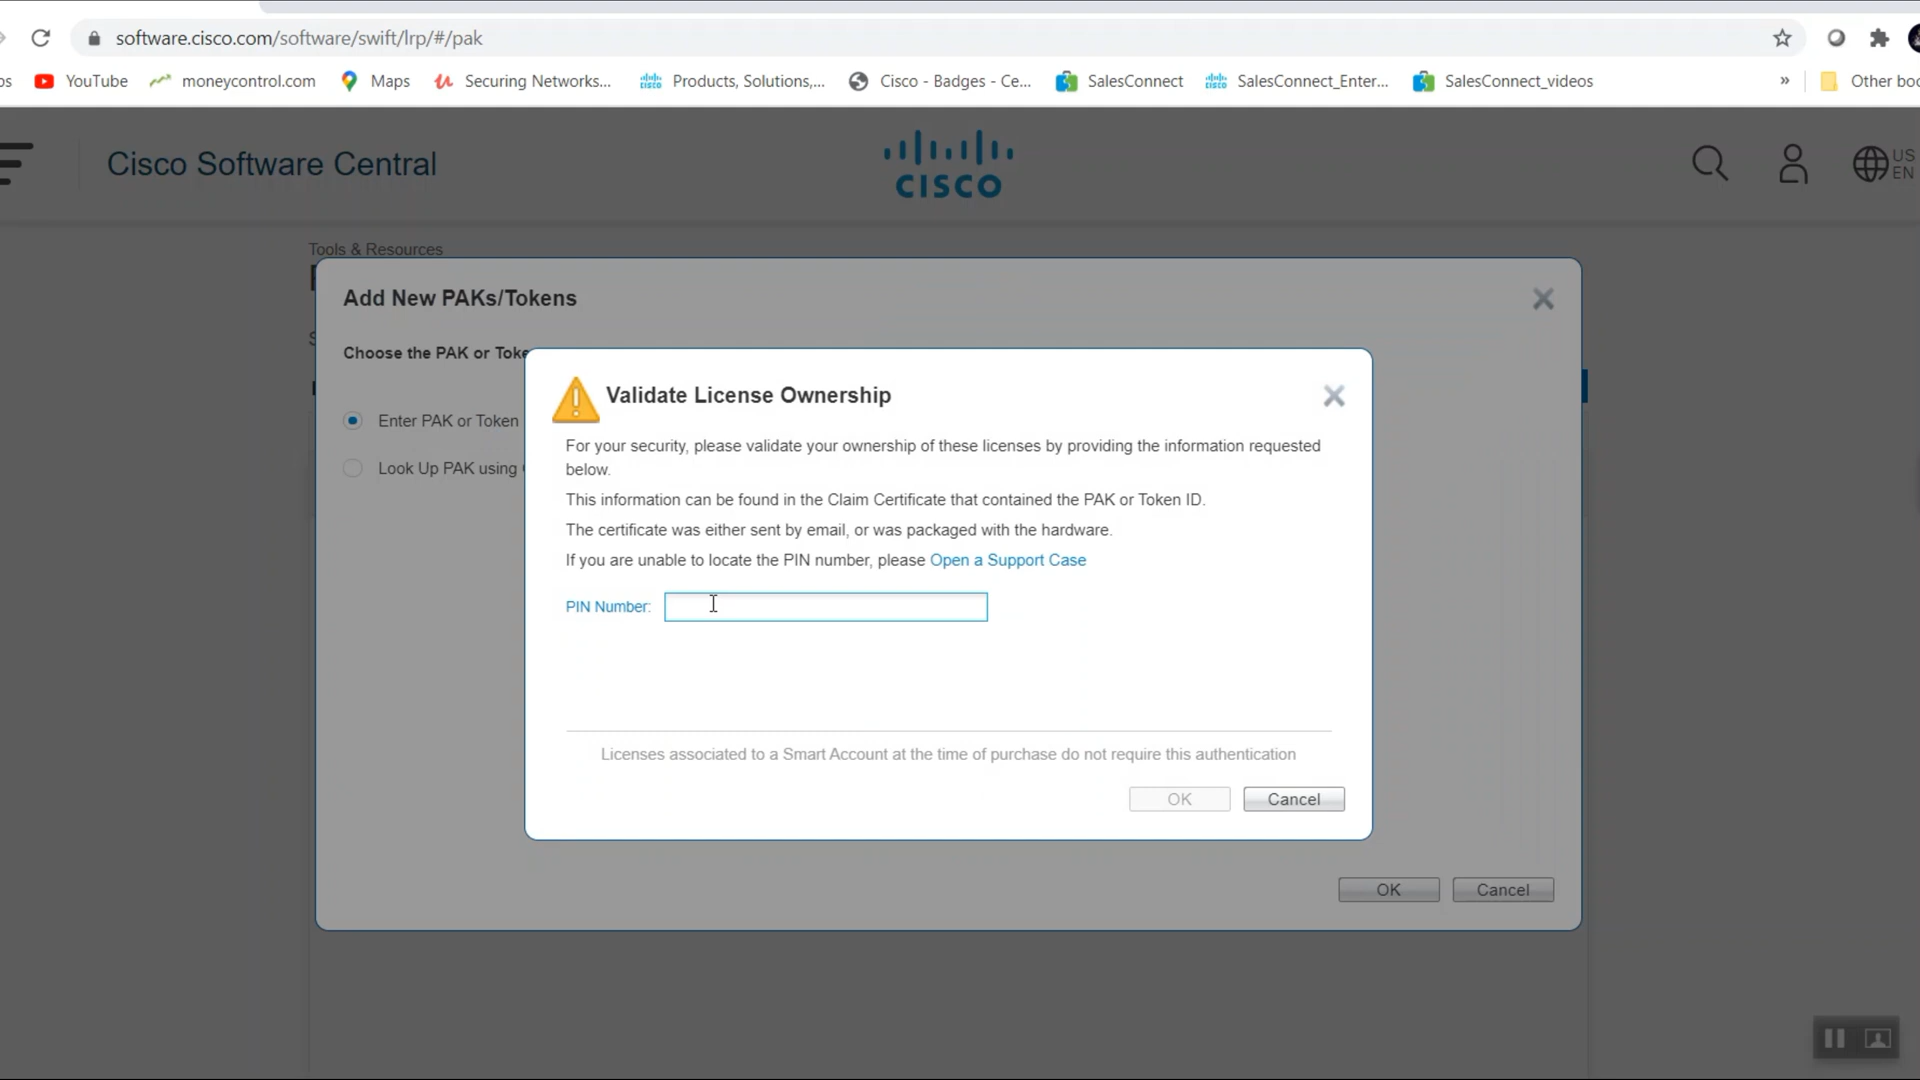 software.cisco.com/software/swift/lrp/#/pak
os YouTube moneycontrol.com Maps Securing Networks... Products, Solutions,... Cisco - Badges - Ce... SalesConnect SalesConnect_Enter... SalesConnect_videos » Other boo
Cisco Software Central
CISCO
US
EN
Tools & Resources
Add New PAKs/Tokens
Choose the PAK or Toke
Enter PAK or Token
Look Up PAK using
Validate License Ownership
For your security, please validate your ownership of these licenses by providing the information requested
below.
This information can be found in the Claim Certificate that contained the PAK or Token ID.
The certificate was either sent by email, or was packaged with the hardware.
If you are unable to locate the PIN number, please Open a Support Case
PIN Number:
Licenses associated to a Smart Account at the time of purchase do not require this authentication
OK Cancel
OK Cancel